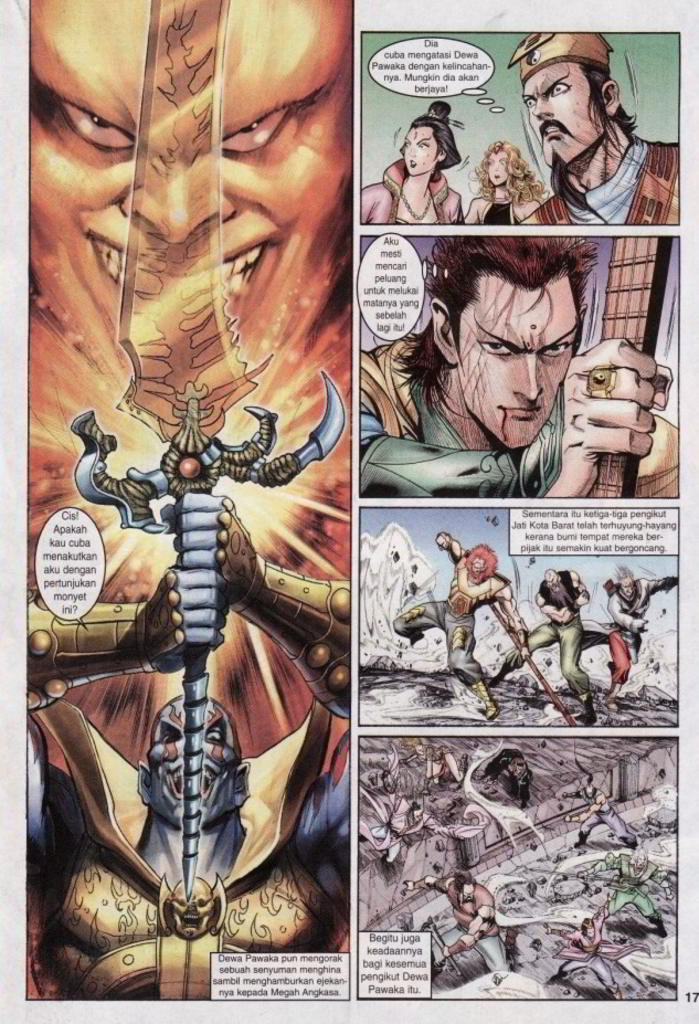 Cis!
Apakah
kau cuba
menakutkan
aku dengan
pertunjukan
monyet
ini?
Dewa Pawaka pun mengorak
sebuah senyuman menghina
sambil menghamburkan ejekan-
nya kepada Megah Angkasa.
Dia
cuba mengatasi Dewa
Pawaka dengan kelincahan-
nya. Mungkin dia akan
berjaya!
Aku
mesti
mencari
peluang
untuk melukai
matanya yang
sebelah
lagi itu!
Sementara itu ketiga-tiga pengikut
Jati Kota Barat telah terhuyung-hayang
kerana bumi tempat mereka ber-
pijak itu semakin kuat bergoncang.
Begitu juga
keadaannya
bagi kesemua
pengikut Dewa
Pawaka itu.
17